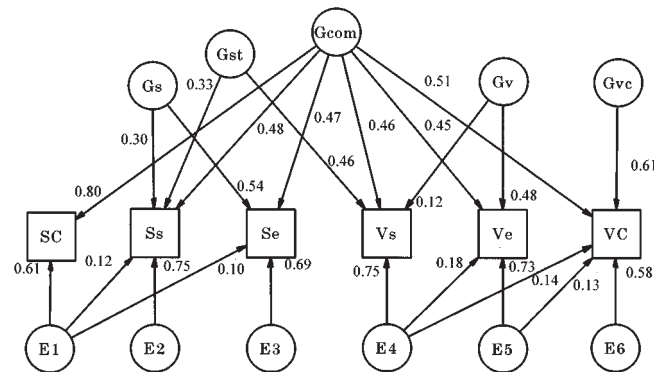 Gcom
Gst
Gs
Gv
Gvc
0.33
0.51
0.30
0.48
0.47
0.46
0.45
0.46
0.61
0.80
0.54
0.12
0.48
SC
Ss
Se
Vs
Ve
VC
0.61
0.12
0.75
0.10
0.69
0.75
0.18
0.73
0.14
0.13
0.58
E1
E2
E3
E4
E5
E6